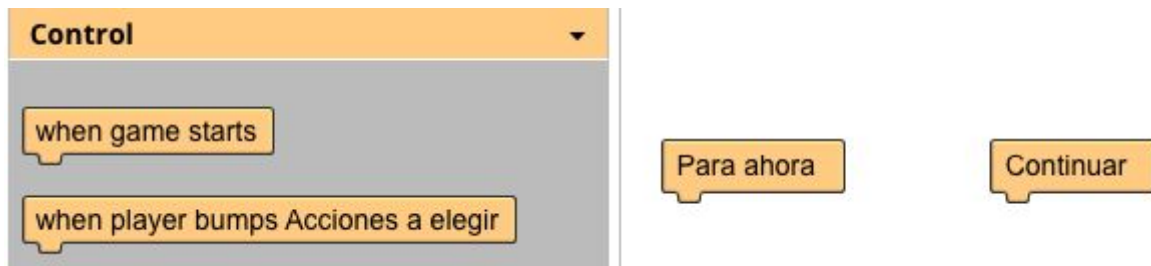 Control
when game starts
when player bumps Acciones a elegir
Para ahora
Continuar